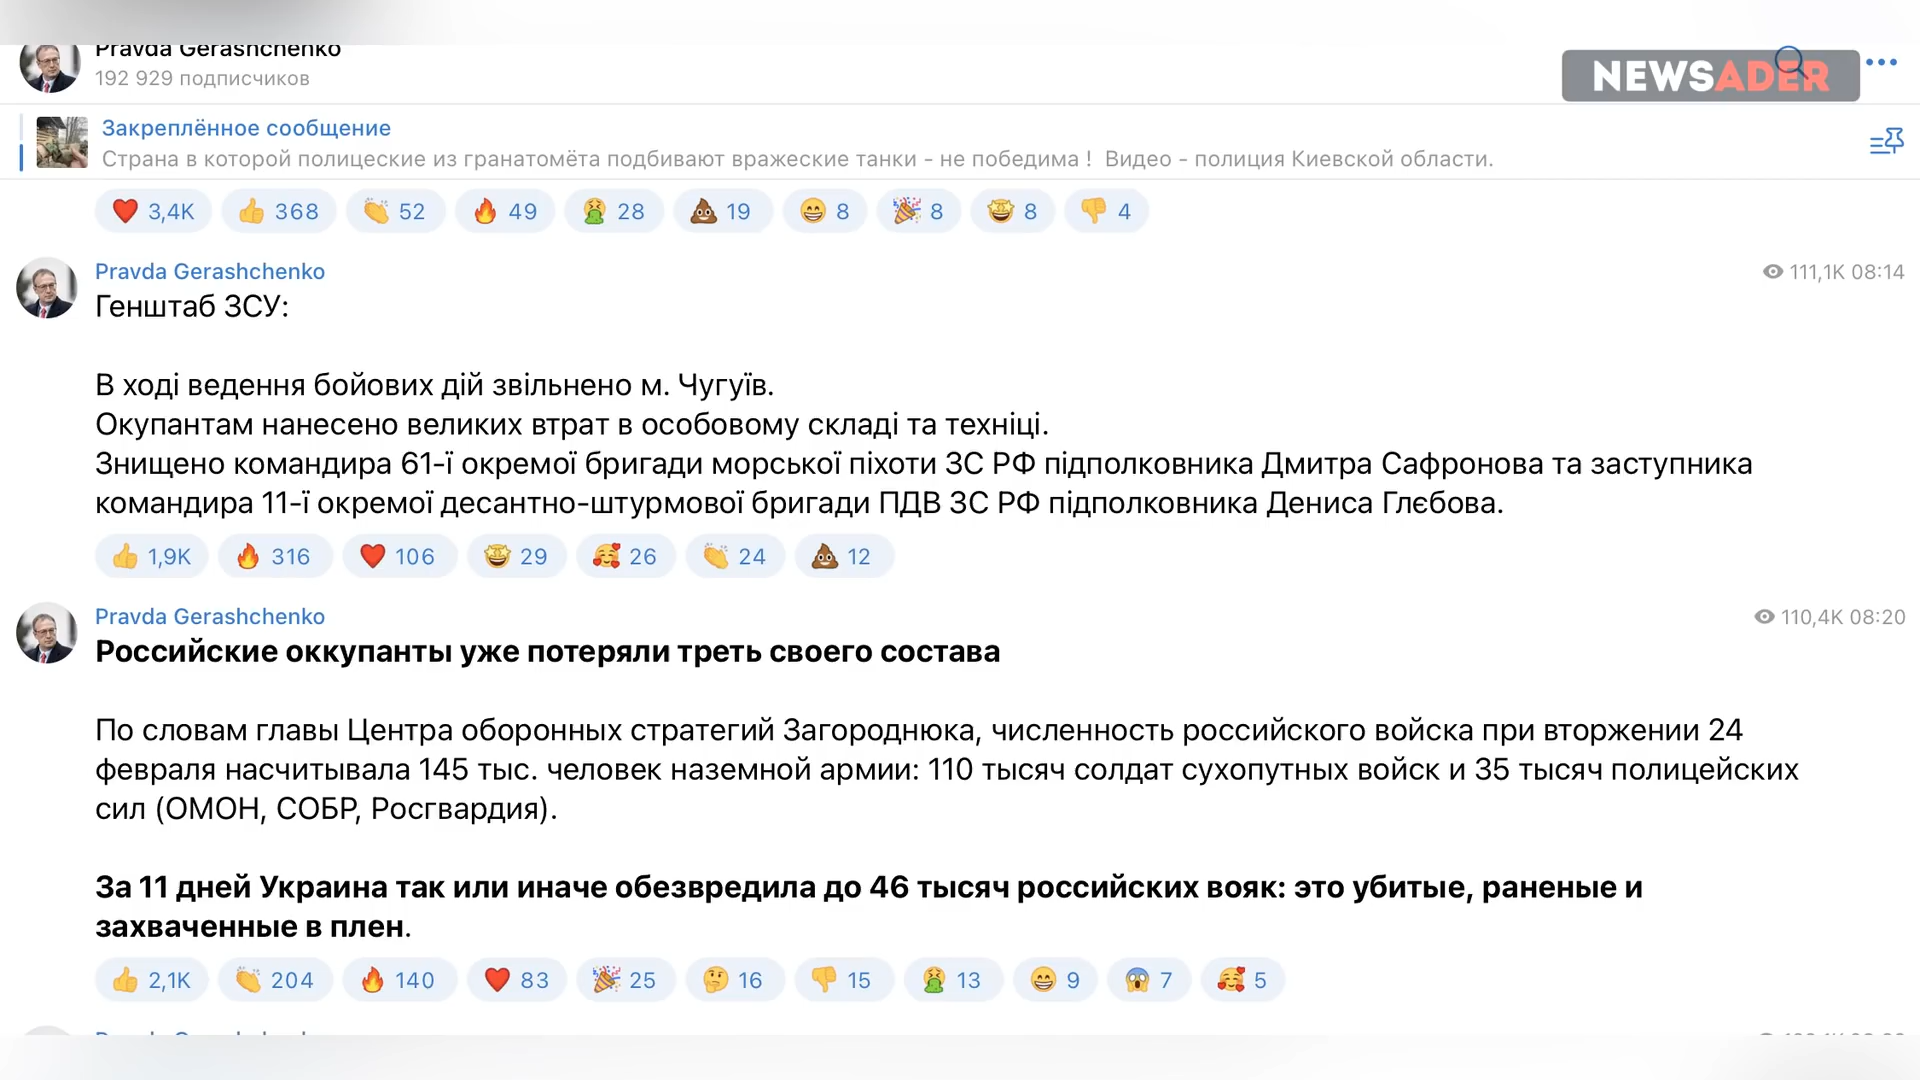 Pravda Gerashchenko
192 929 подписчиков
NEWSADER
Закреплённое сообщение
Страна в которой полицеские из гранатомёта подбивают вражеские танки - не победима ! Видео - полиция Киевской области.
❤️ 3,4K 👍 368 👏 52 🔥 49 🤮 28 💩 19 😁 8 🎉 8 🤩 8 👎 4
Pravda Gerashchenko
111,1K 08:14
Генштаб ЗСУ:
В ході ведення бойових дій звільнено м. Чугуїв.
Окупантам нанесено великих втрат в особовому складі та техніці.
Знищено командира 61-ї окремої бригади морської піхоти ЗС РФ підполковника Дмитра Сафронова та заступника
командира 11-ї окремої десантно-штурмової бригади ПДВ ЗС РФ підполковника Дениса Глєбова.
👍 1,9K 🔥 316 ❤️ 106 🤩 29 🥰 26 👏 24 💩 12
Pravda Gerashchenko
110,4K 08:20
Российские оккупанты уже потеряли треть своего состава
По словам главы Центра оборонных стратегий Загороднюка, численность российского войска при вторжении 24
февраля насчитывала 145 тыс. человек наземной армии: 110 тысяч солдат сухопутных войск и 35 тысяч полицейских
сил (ОМОН, СОБР, Росгвардия).
За 11 дней Украина так или иначе обезвредила до 46 тысяч российских вояк: это убитые, раненые и
захваченные в плен.
👍 2,1K 👏 204 🔥 140 ❤️ 83 🎉 25 🤔 16 👎 15 🤮 13 😁 9 😱 7 🥰 5